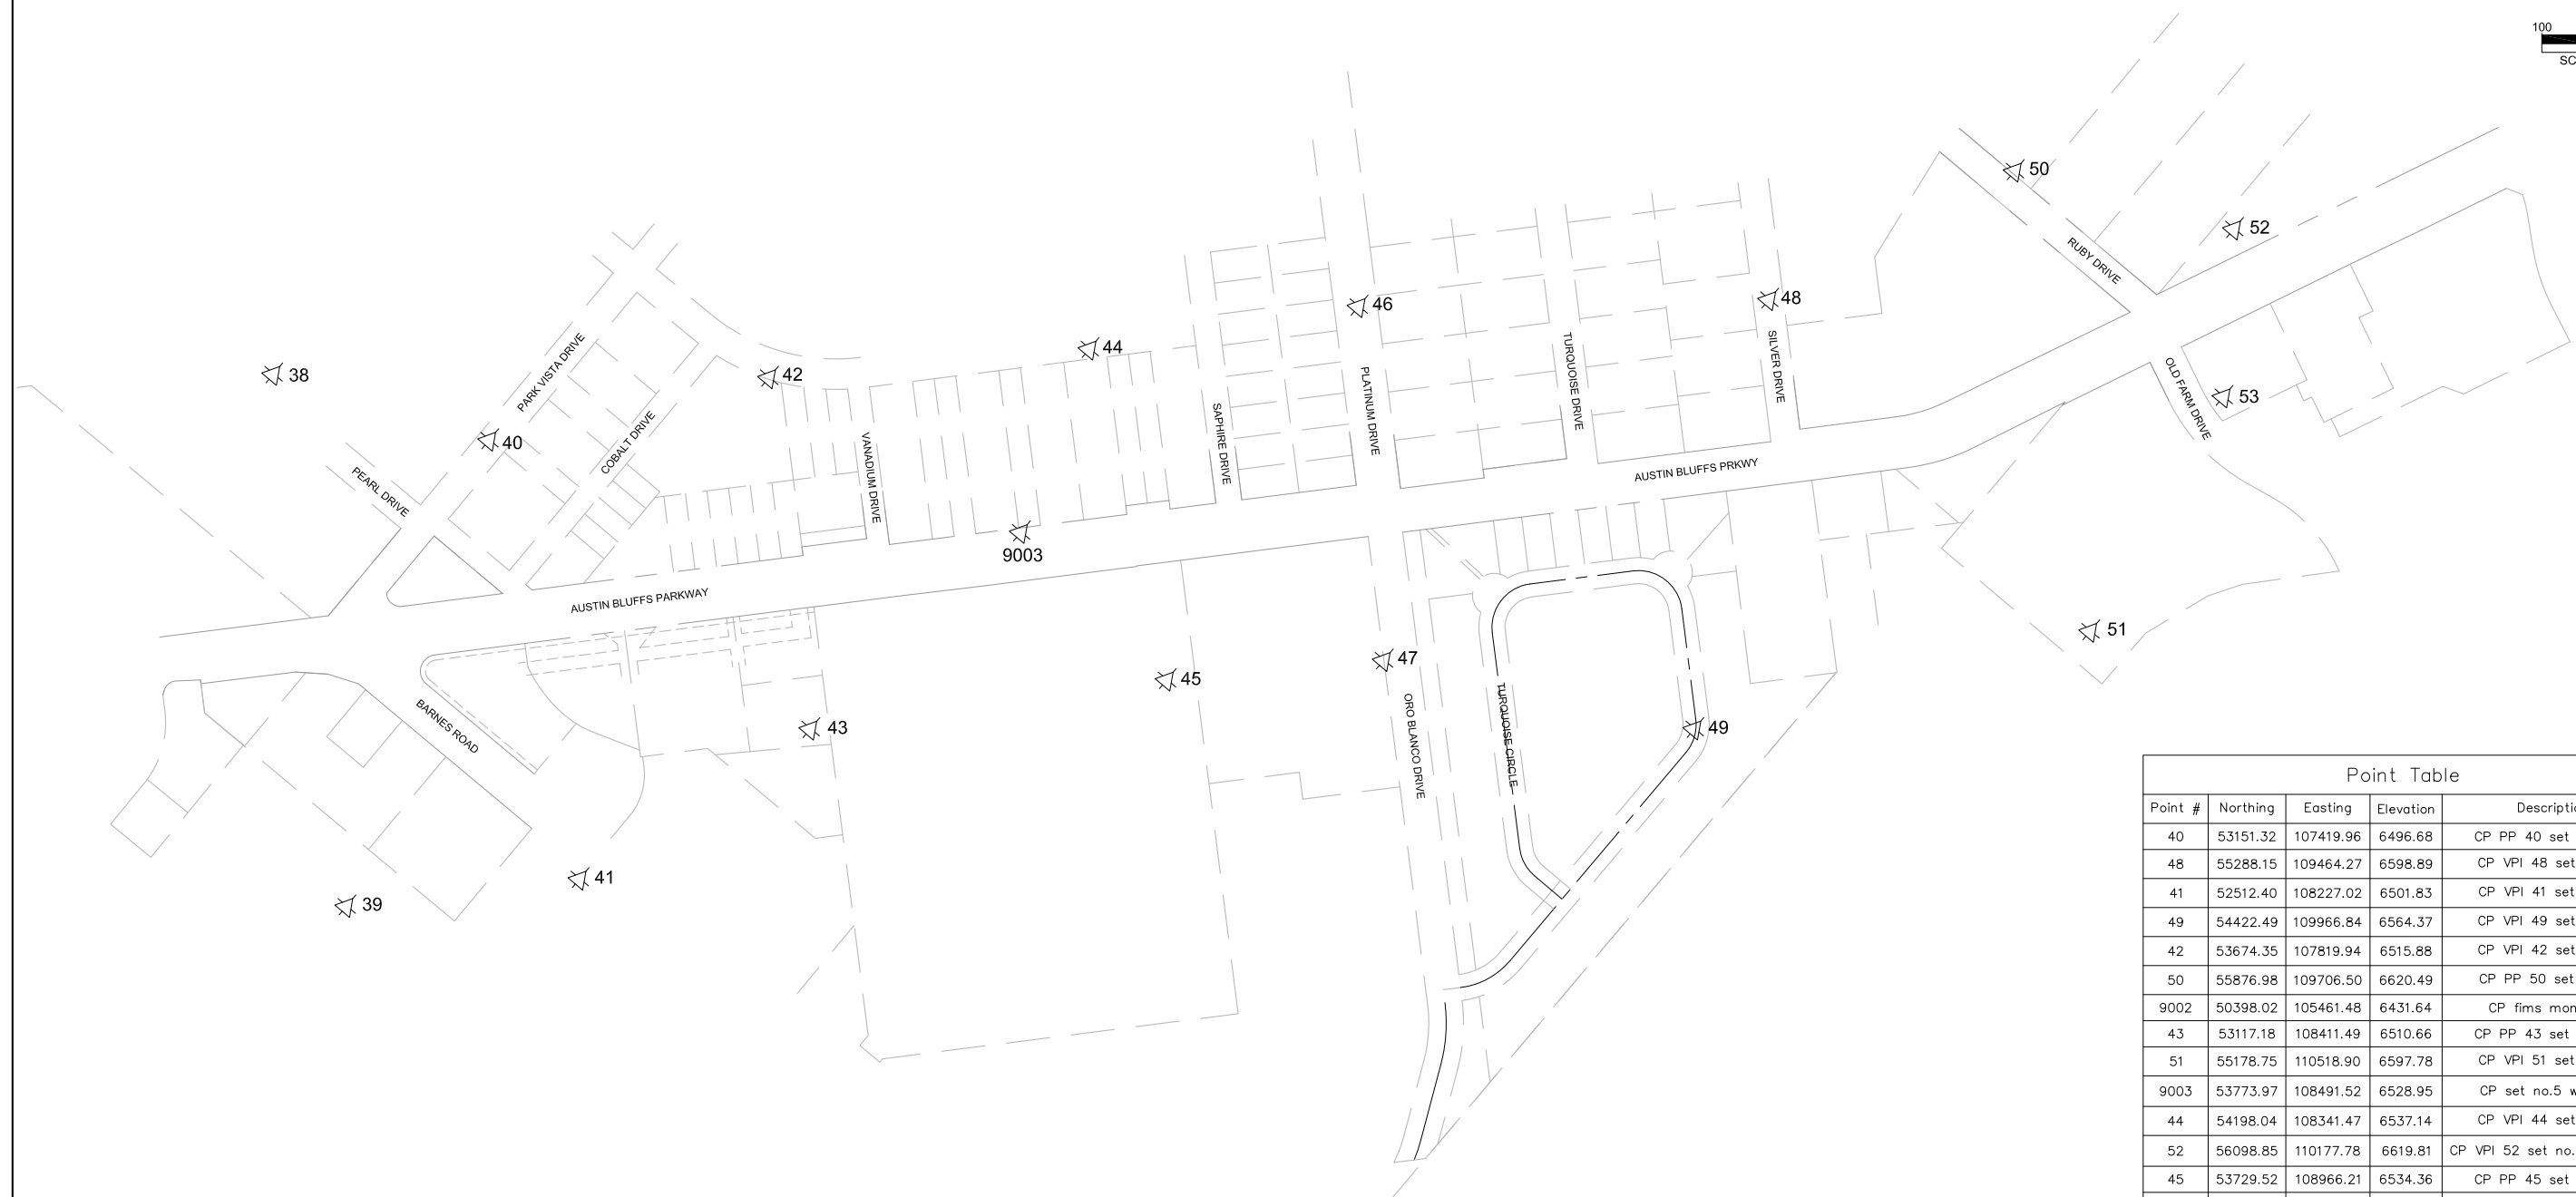 100
SC
50
52
RUBY DRIVE
46
48
44
42
38
PARK VISTA DRIVE
COBALT DRIVE
40
PEARL DRIVE
VANADIUM DRIVE
SAPHIRE DRIVE
PLATINUM DRIVE
TURQUOISE DRIVE
SILVER DRIVE
OLD FARM DRIVE
53
AUSTIN BLUFFS PRKWY
9003
AUSTIN BLUFFS PARKWAY
51
47
45
43
49
BARNES ROAD
ORO BLANCO DRIVE
TURQUOISE CIRCLE
41
39
Point Table
Point # Northing Easting Elevation Descripti
40 53151.32 107419.96 6496.68 CP PP 40 set
48 55288.15 109464.27 6598.89 CP VPI 48 set
41 52512.40 108227.02 6501.83 CP VPI 41 set
49 54422.49 109966.84 6564.37 CP VPI 49 set
42 53674.35 107819.94 6515.88 CP VPI 42 set
50 55876.98 109706.50 6620.49 CP PP 50 set
9002 50398.02 105461.48 6431.64 CP fims mon
43 53117.18 108411.49 6510.66 CP PP 43 set
51 55178.75 110518.90 6597.78 CP VPI 51 set
9003 53773.97 108491.52 6528.95 CP set no.5 w
44 54198.04 108341.47 6537.14 CP VPI 44 set
52 56098.85 110177.78 6619.81 CP VPI 52 set no.
45 53729.52 108966.21 6534.36 CP PP 45 set